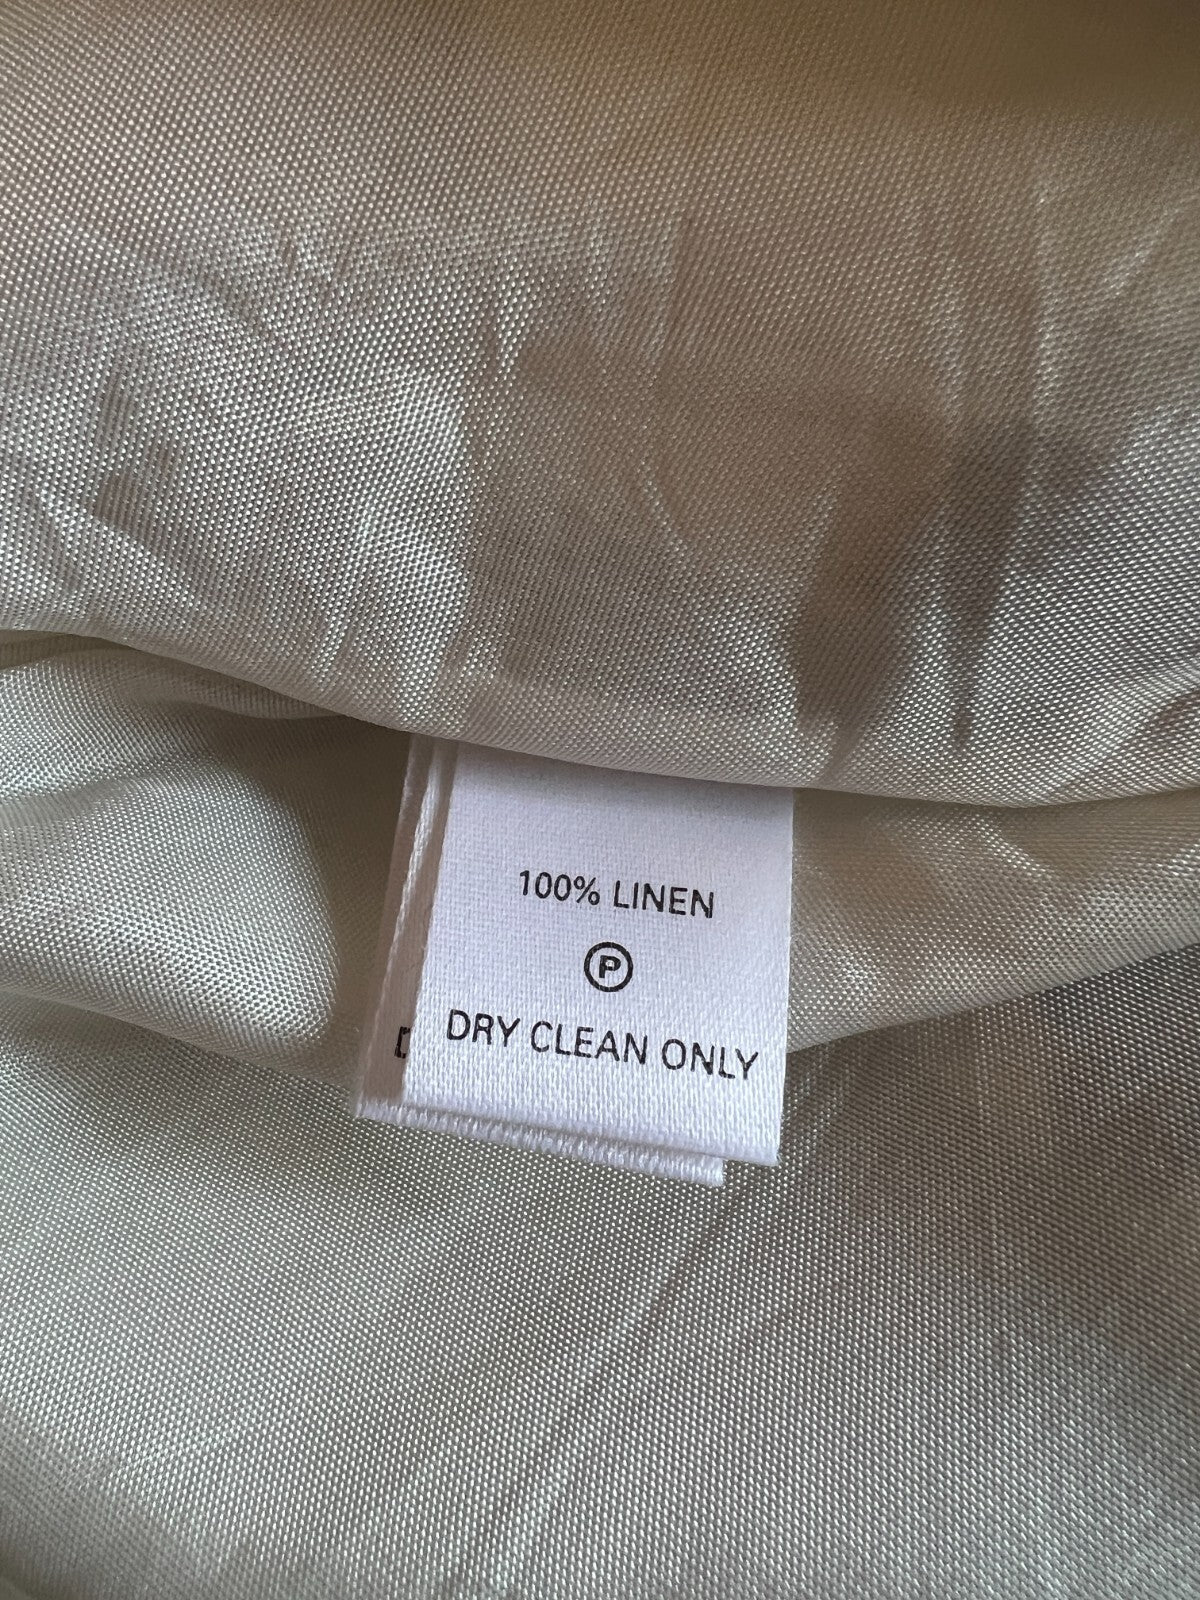 100% LINEN
Ⓟ
DRY CLEAN ONLY